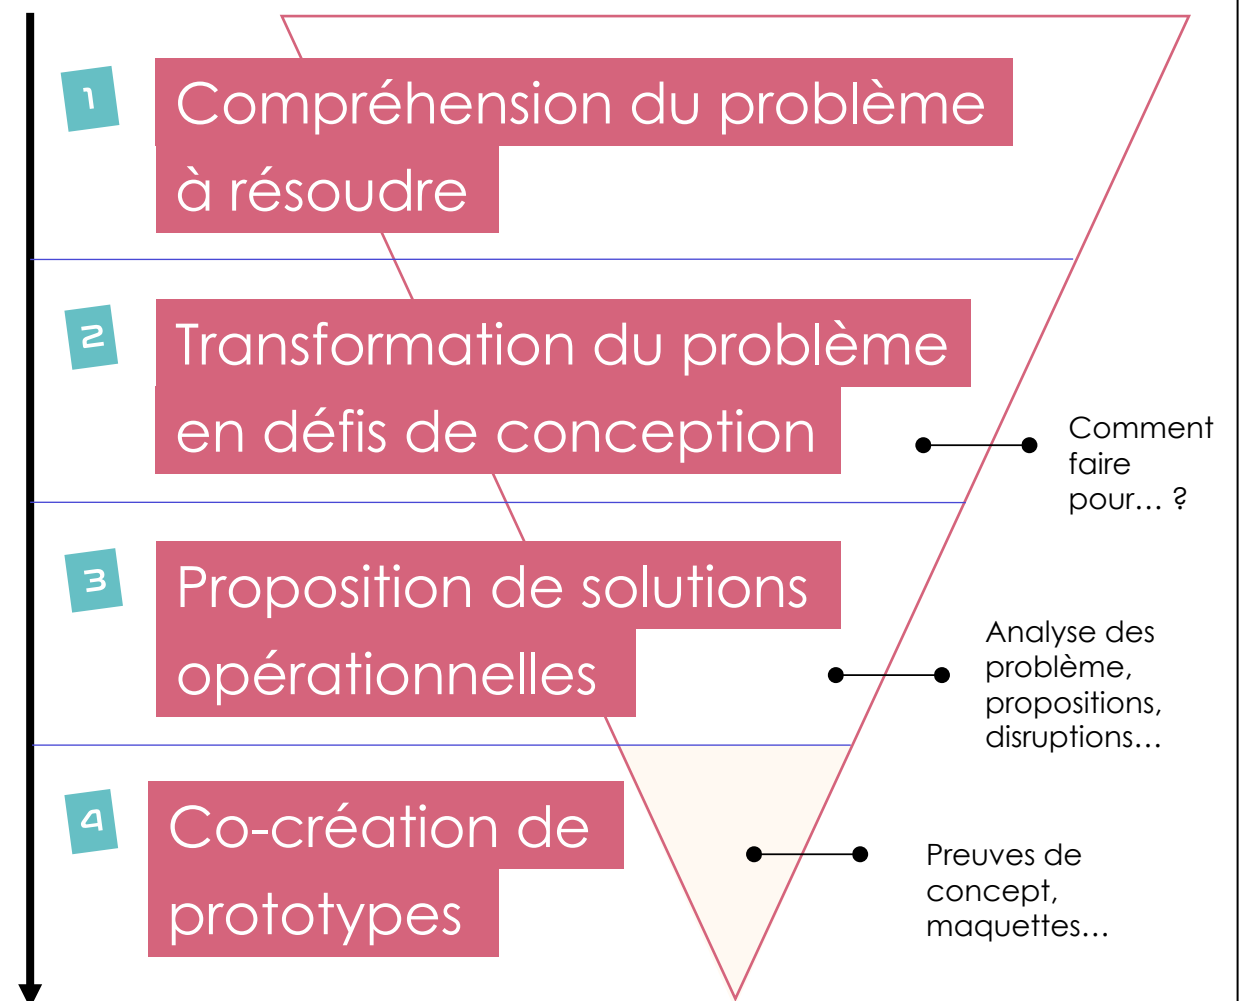 1
Compréhension du problème
à résoudre
2
Transformation du problème
en défis de conception
Comment
faire
pour… ?
3
Proposition de solutions
opérationnelles
Analyse des
problème,
propositions,
disruptions…
4
Co-création de
prototypes
Preuves de
concept,
maquettes…